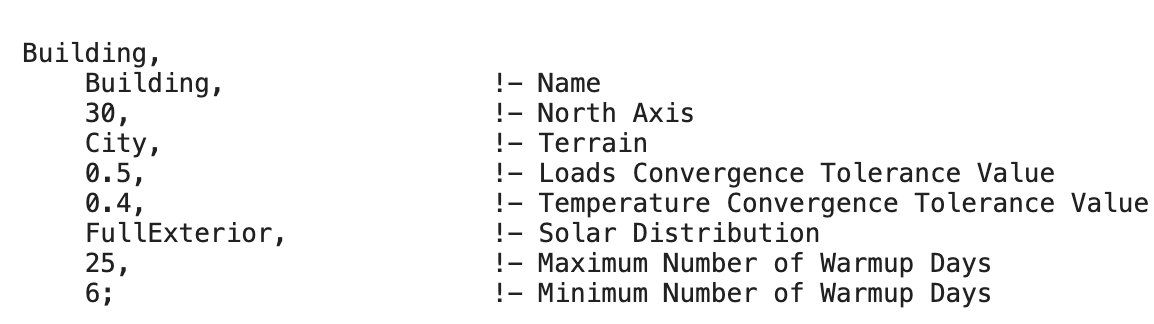 Building,
    Building,                 !- Name
    30,                       !- North Axis
    City,                     !- Terrain
    0.5,                      !- Loads Convergence Tolerance Value
    0.4,                      !- Temperature Convergence Tolerance Value
    FullExterior,             !- Solar Distribution
    25,                       !- Maximum Number of Warmup Days
    6;                        !- Minimum Number of Warmup Days